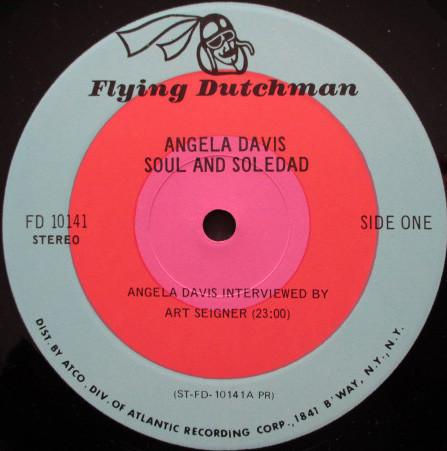 Flying Dutchman
ANGELA DAVIS
SOUL AND SOLEDAD
FD 10141
STEREO
SIDE ONE
ANGELA DAVIS INTERVIEWED BY
ART SEIGNER (23:00)
(ST-FD-10141A PR)
DIST. BY ATCO. DIV. OF ATLANTIC RECORDING CORP., 1841 B'WAY, N.Y., N.Y.